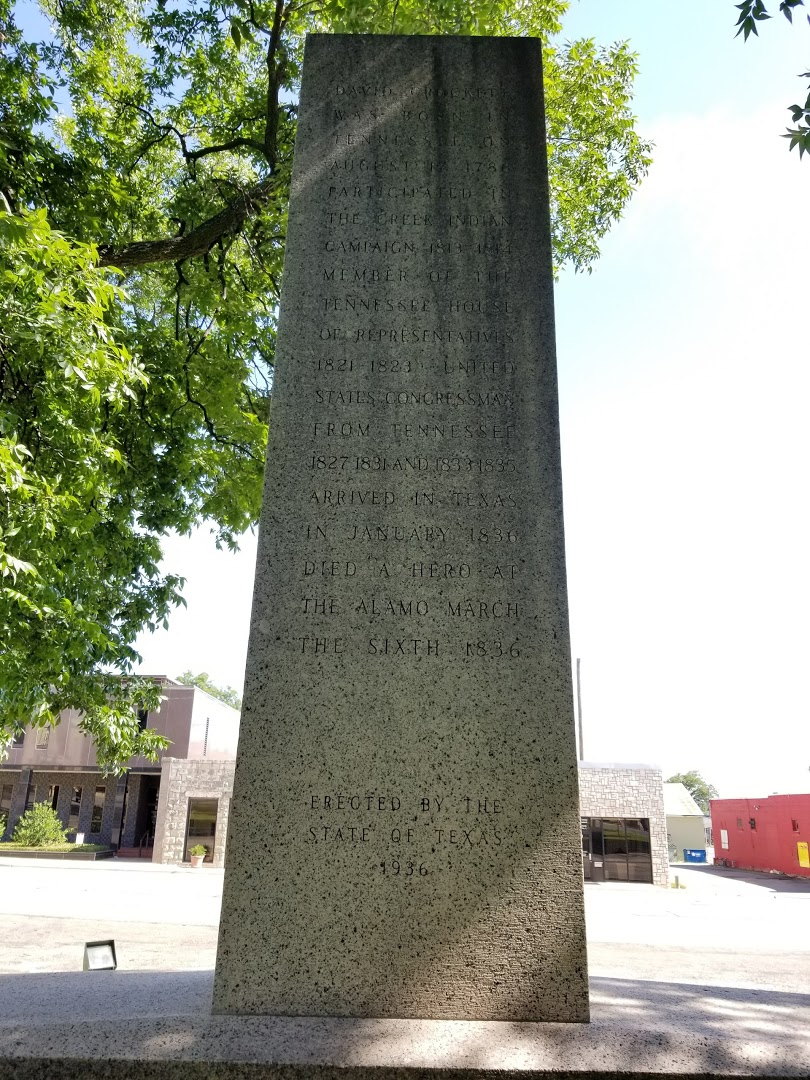 DAVID CROCKETT
WAS BORN IN
TENNESSEE ON
AUGUST 17 1786
PARTICIPATED IN
THE CREEK INDIAN
CAMPAIGN 1813-1814
MEMBER OF THE
TENNESSEE HOUSE
OF REPRESENTATIVES
1821-1823 · UNITED
STATES CONGRESSMAN
FROM TENNESSEE
1827-1831 AND 1833-1835
ARRIVED IN TEXAS
IN JANUARY 1836
DIED A HERO AT
THE ALAMO MARCH
THE SIXTH 1836
ERECTED BY THE
STATE OF TEXAS
1936